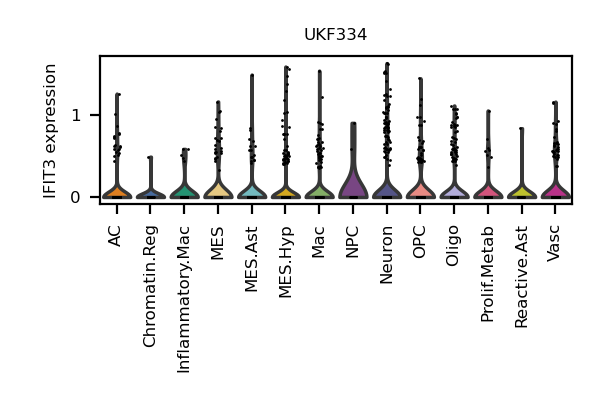 UKF334
IFIT3 expression
1
0
AC
Chromatin.Reg
Inflammatory.Mac
MES
MES.Ast
MES.Hyp
Mac
NPC
Neuron
OPC
Oligo
Prolif.Metab
Reactive.Ast
Vasc